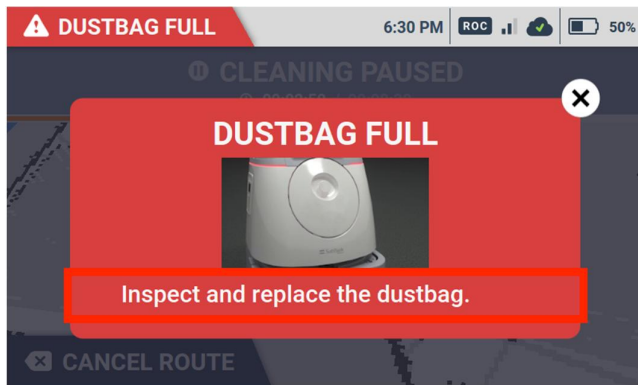 DUSTBAG FULL
6:30 PM
ROC
50%
CLEANING PAUSED
DUSTBAG FULL
Inspect and replace the dustbag.
CANCEL ROUTE